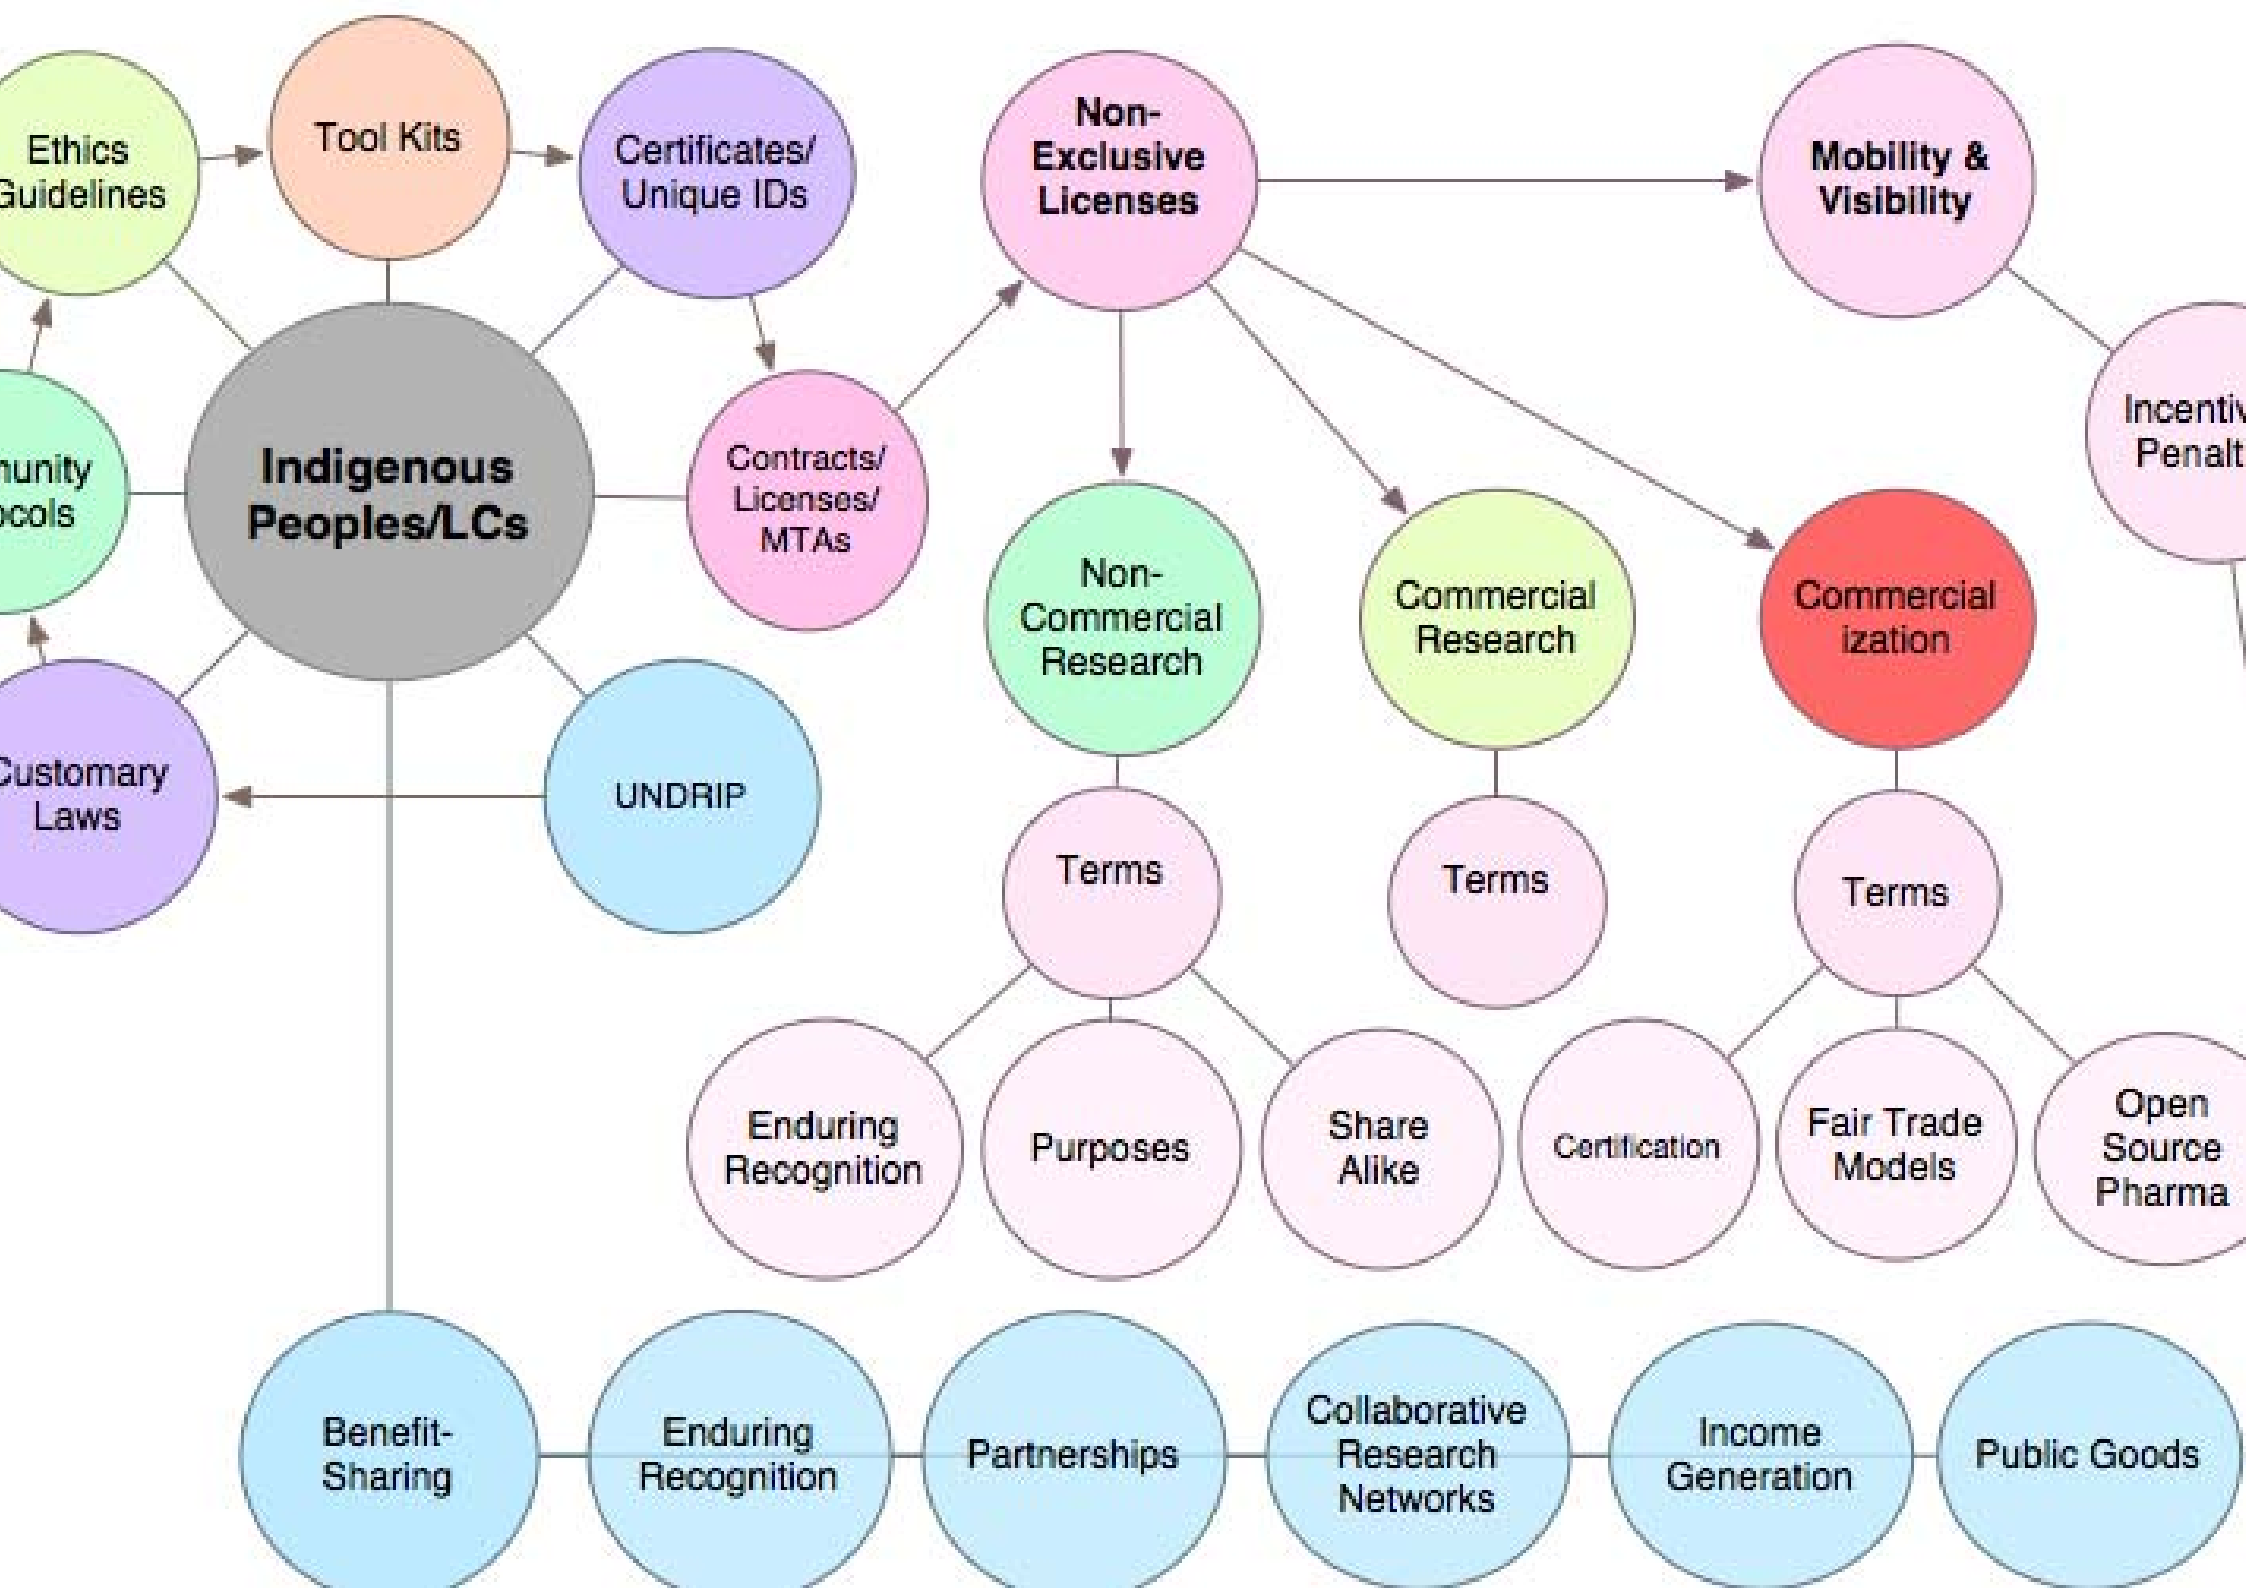 Ethics
Guidelines
Tool Kits
Certificates/
Unique IDs
Non-
Exclusive
Licenses
Mobility &
Visibility
Indigenous
Peoples/LCs
Contracts/
Licenses/
MTAs
Non-
Commercial
Research
Commercial
Research
Commercial
ization
Customary
Laws
UNDRIP
Terms
Terms
Terms
Enduring
Recognition
Purposes
Share
Alike
Certification
Fair Trade
Models
Open
Source
Pharma
Benefit-
Sharing
Enduring
Recognition
Partnerships
Collaborative
Research
Networks
Income
Generation
Public Goods